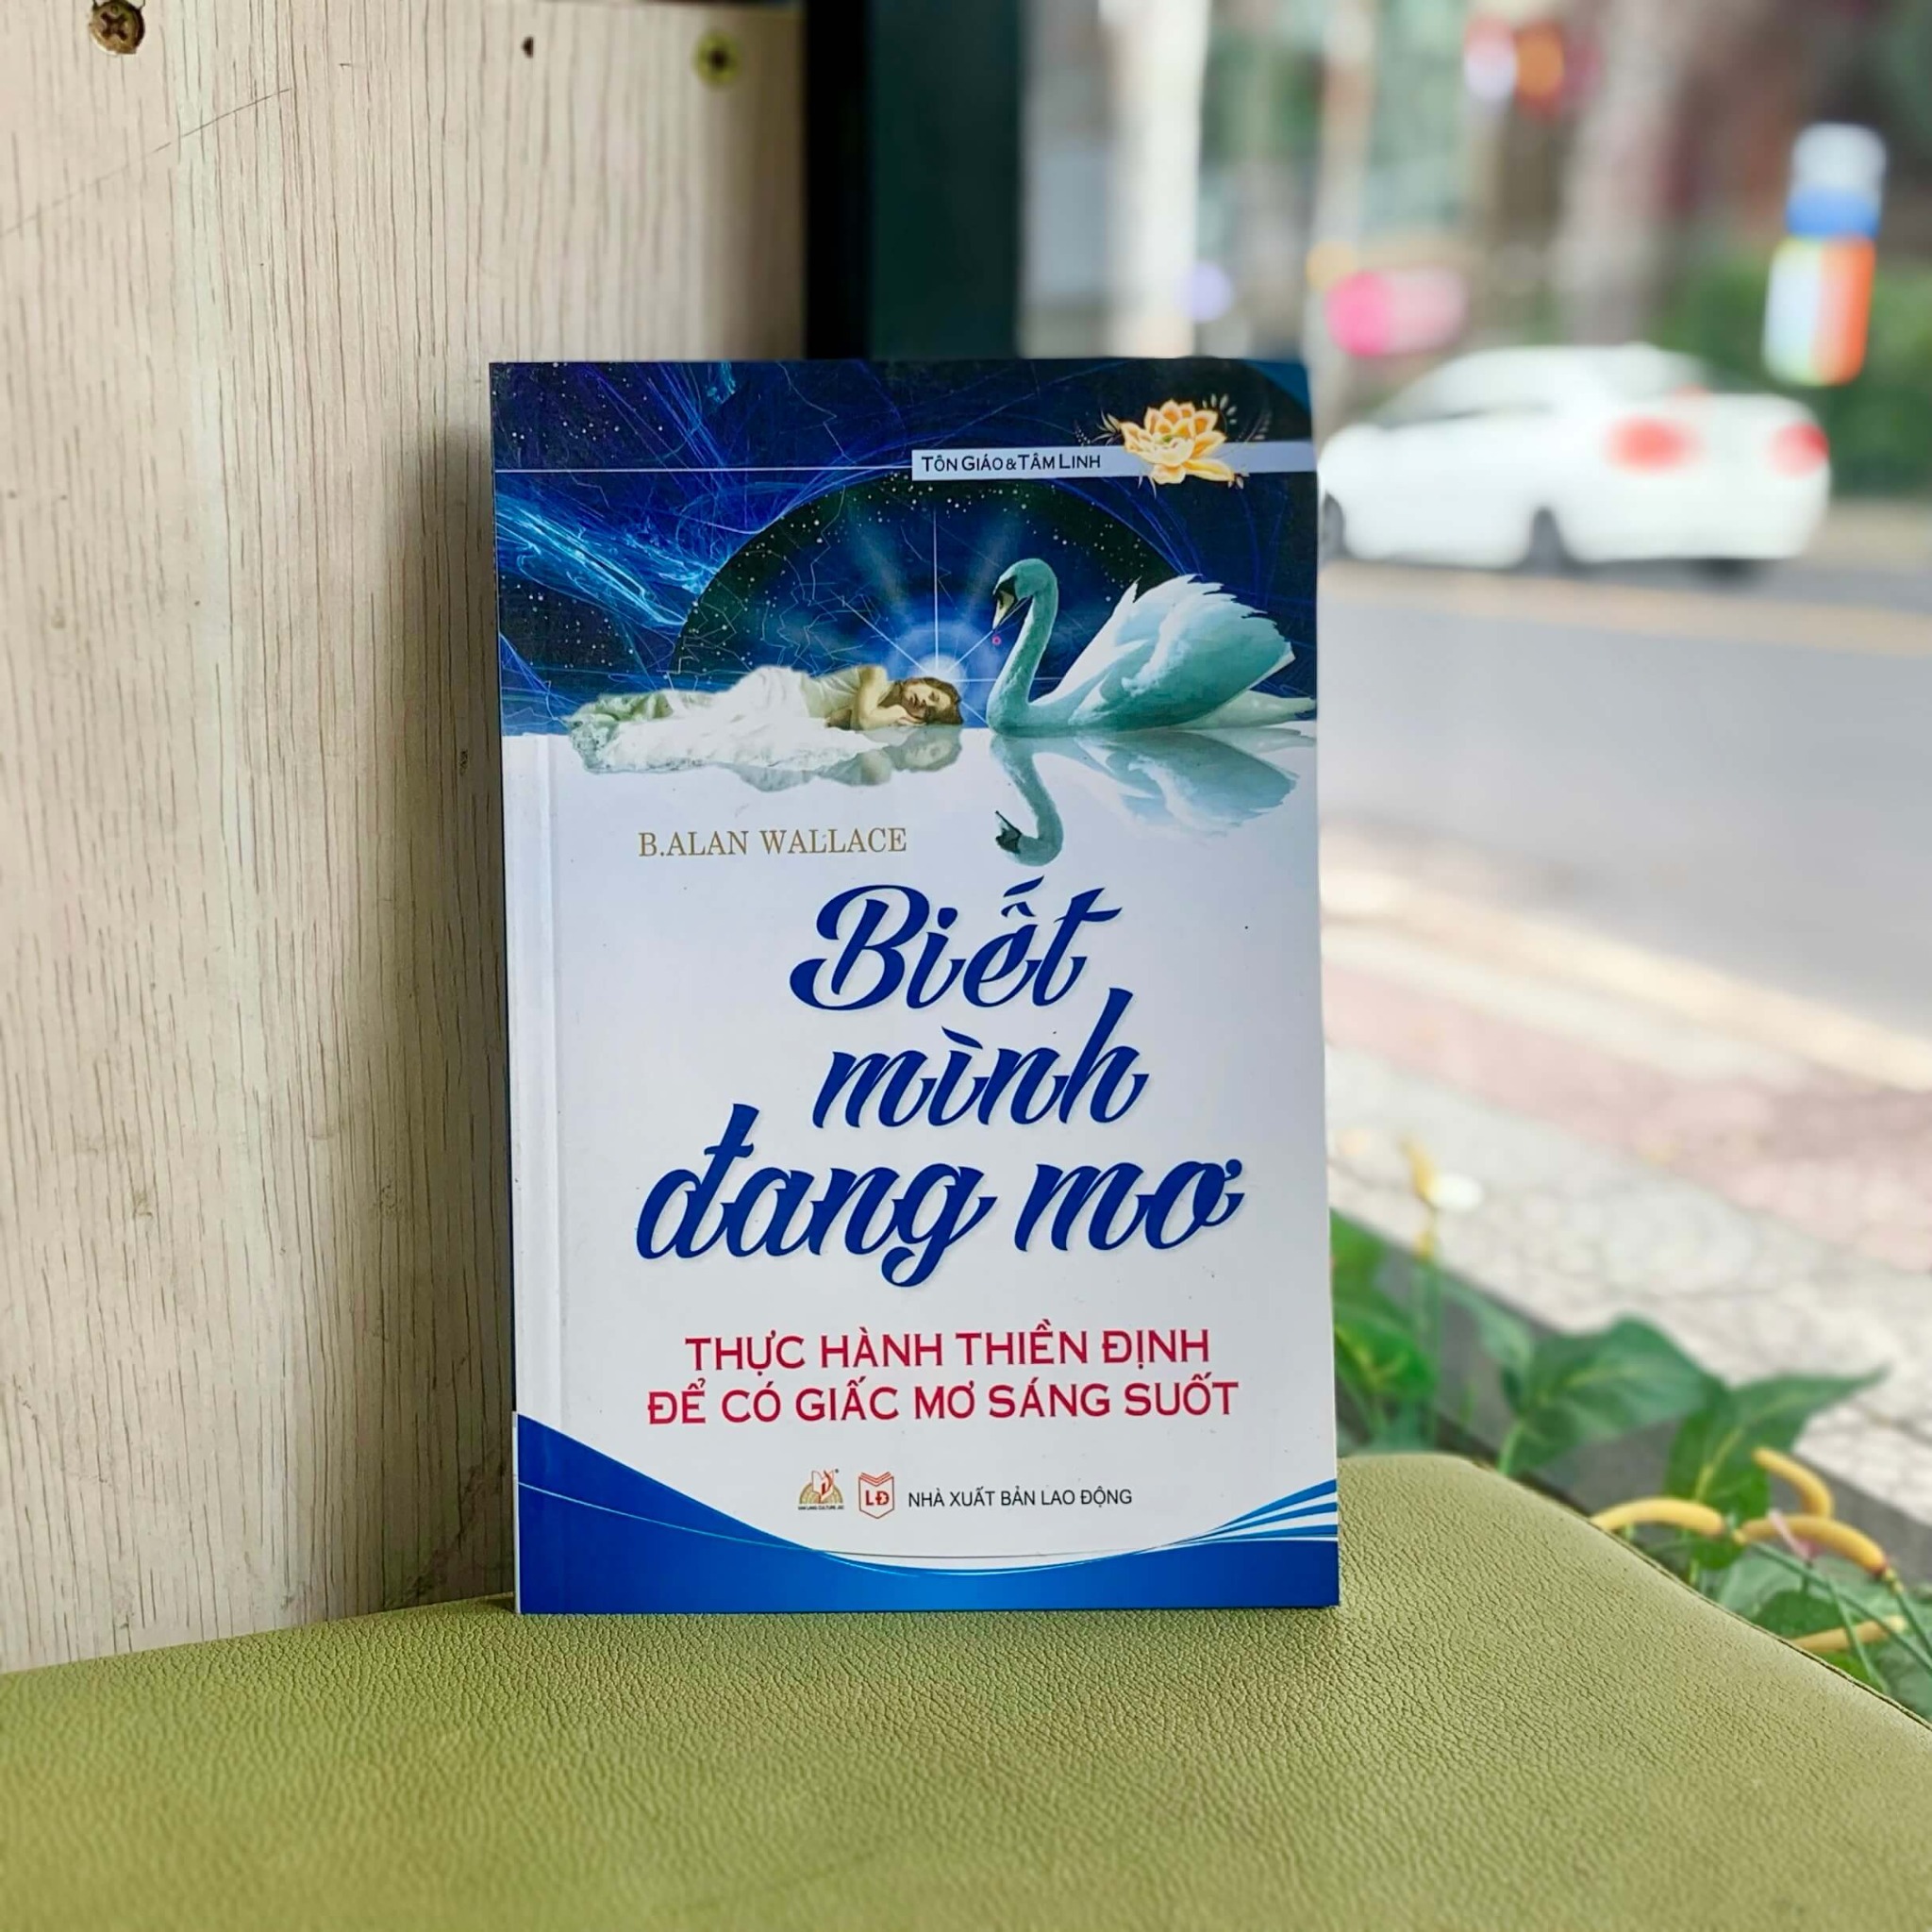 TÔN GIÁO & TÂM LINH
B.ALAN WALLACE
Biết
mình
đang mơ
THỰC HÀNH THIỀN ĐỊNH
ĐỂ CÓ GIẤC MƠ SÁNG SUỐT
LĐ NHÀ XUẤT BẢN LAO ĐỘNG